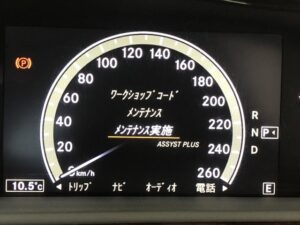 80 100 120 140 160 180 200 220 240 260
60
40
20
ワークショップコード
メンテナンス
メンテナンス実施
ASSYST PLUS
km/h
R
N
D
P
10.5℃
トリップ ナビ オーディオ 電話
E